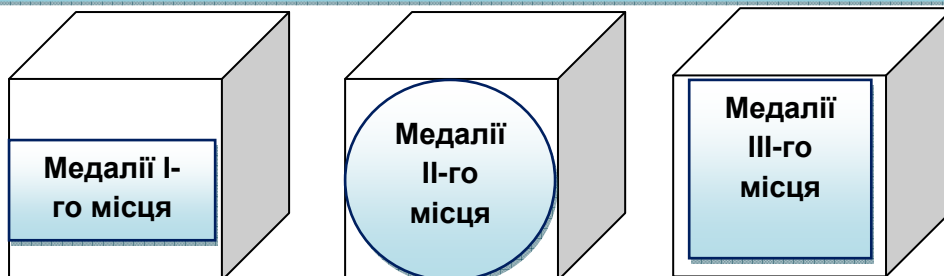 Медалії І-
го місця
Медалії
ІІ-го
місця
Медалії
ІІІ-го
місця